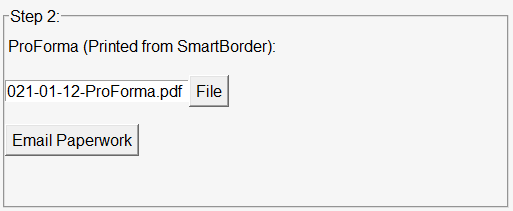 Step 2:
ProForma (Printed from SmartBorder):
021-01-12-ProForma.pdf File
Email Paperwork